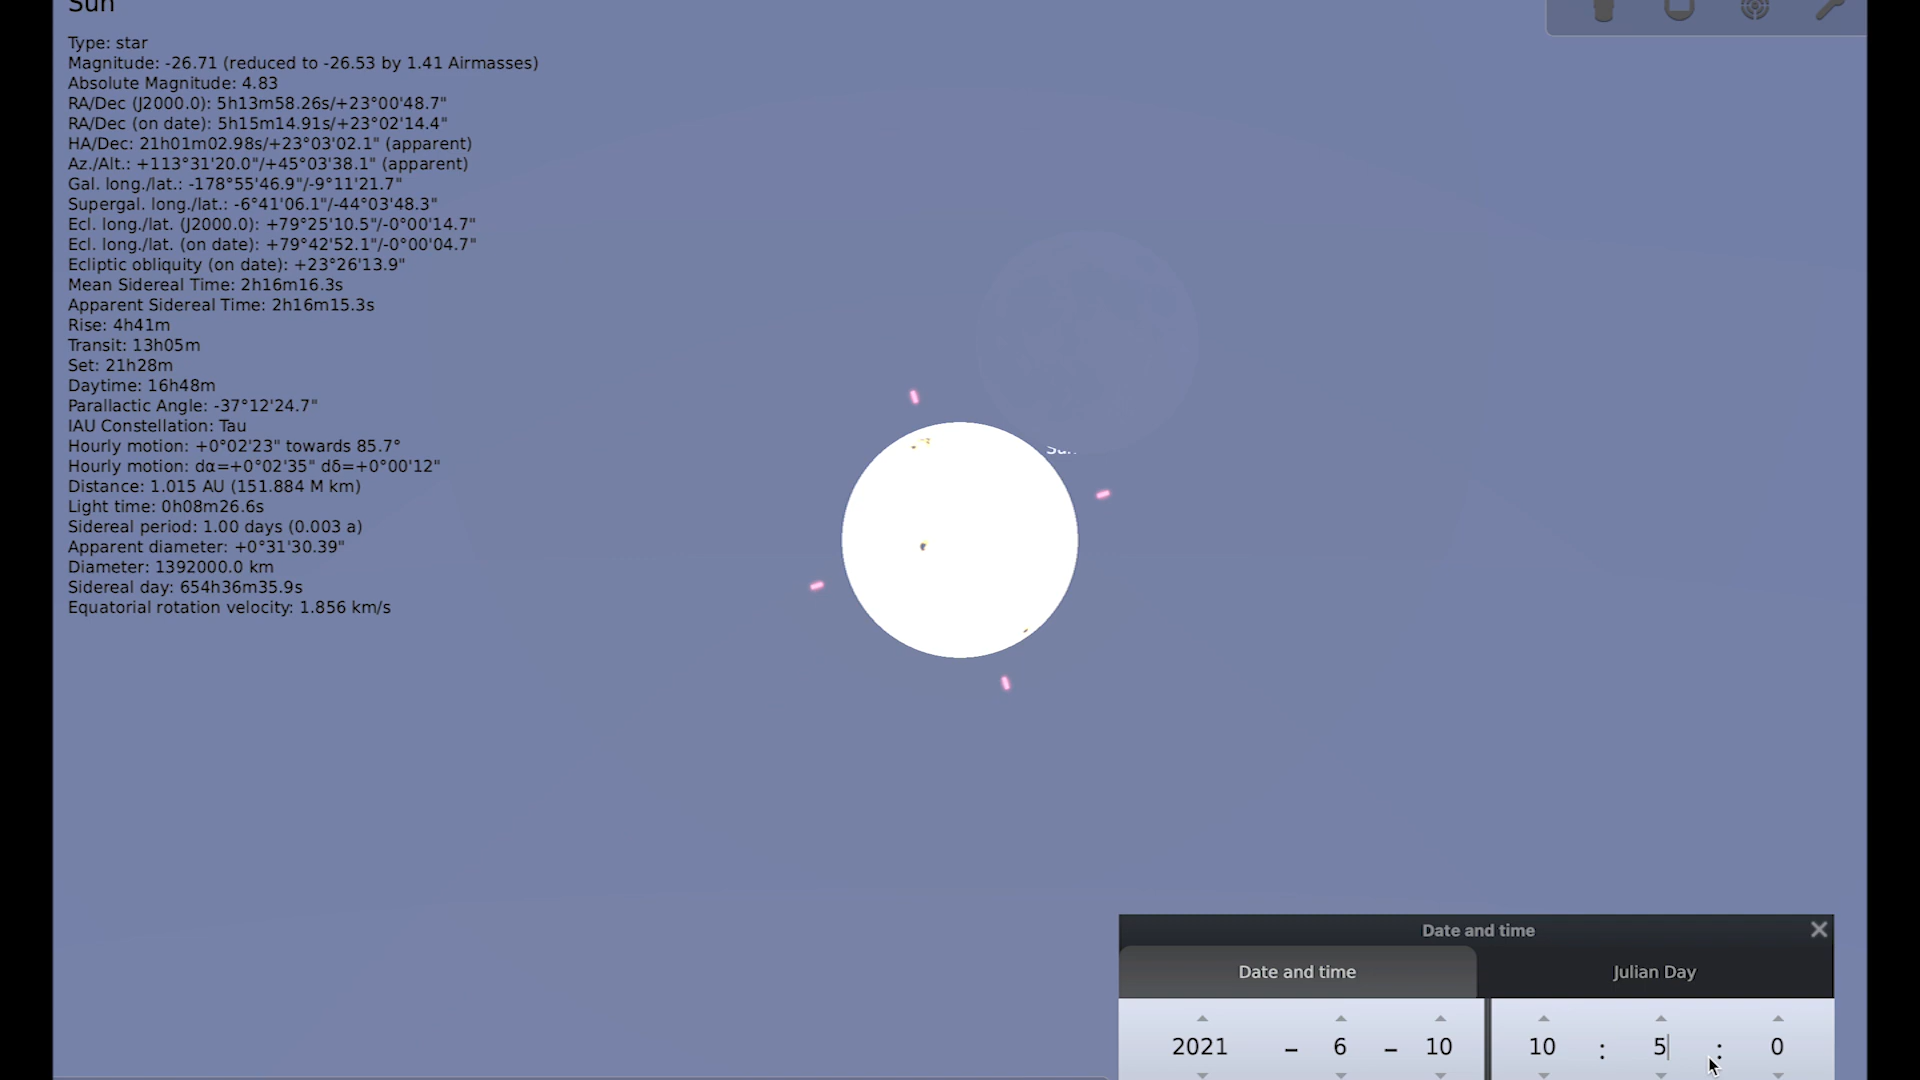 Sun
Type: star
Magnitude: -26.71 (reduced to -26.53 by 1.41 Airmasses)
Absolute Magnitude: 4.83
RA/Dec (J2000.0): 5h13m58.26s/+23°00'48.7"
RA/Dec (on date): 5h15m14.91s/+23°02'14.4"
HA/Dec: 21h01m02.98s/+23°03'02.1" (apparent)
Az./Alt.: +113°31'20.0"/+45°03'38.1" (apparent)
Gal. long./lat.: -178°55'46.9"/-9°11'21.7"
Supergal. long./lat.: -6°41'06.1"/-44°03'48.3"
Ecl. long./lat. (J2000.0): +79°25'10.5"/-0°00'14.7"
Ecl. long./lat. (on date): +79°42'52.1"/-0°00'04.7"
Ecliptic obliquity (on date): +23°26'13.9"
Mean Sidereal Time: 2h16m16.3s
Apparent Sidereal Time: 2h16m15.3s
Rise: 4h41m
Transit: 13h05m
Set: 21h28m
Daytime: 16h48m
Parallactic Angle: -37°12'24.7"
IAU Constellation: Tau
Hourly motion: +0°02'23" towards 85.7°
Hourly motion: dα=+0°02'35" dδ=+0°00'12"
Distance: 1.015 AU (151.884 M km)
Light time: 0h08m26.6s
Sidereal period: 1.00 days (0.003 a)
Apparent diameter: +0°31'30.39"
Diameter: 1392000.0 km
Sidereal day: 654h36m35.9s
Equatorial rotation velocity: 1.856 km/s
Sun
Date and time
Date and time Julian Day
2021 – 6 – 10 10 : 5 : 0